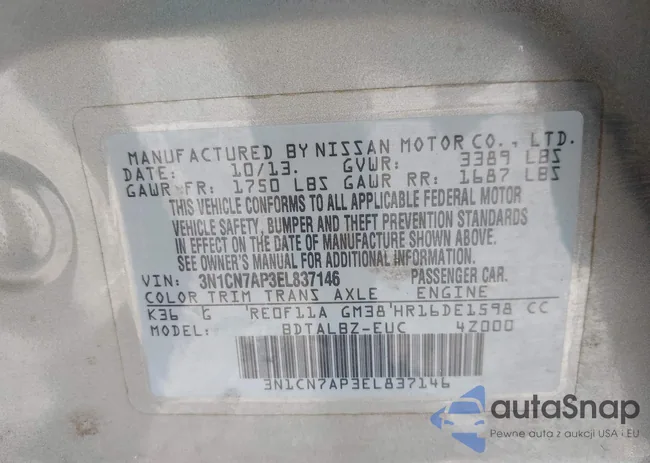 MANUFACTURED BY NISSAN MOTOR CO., LTD.
DATE: 10/13. GVWR: 3389 LBS
GAWR FR: 1750 LBS GAWR RR: 1687 LBS
THIS VEHICLE CONFORMS TO ALL APPLICABLE FEDERAL MOTOR
VEHICLE SAFETY, BUMPER AND THEFT PREVENTION STANDARDS
IN EFFECT ON THE DATE OF MANUFACTURE SHOWN ABOVE.
SEE OWNER'S MANUAL FOR ADDITIONAL INFORMATION.
VIN: 3N1CN7AP3EL837146 PASSENGER CAR.
COLOR TRIM TRANS AXLE ENGINE
K36 G 'RE0F11A GM38'HR16DE1598 CC
MODEL: BDTALBZ-EUC 4Z000
3N1CN7AP3EL837146
autaSnap
Pewne auta z aukcji USA i EU